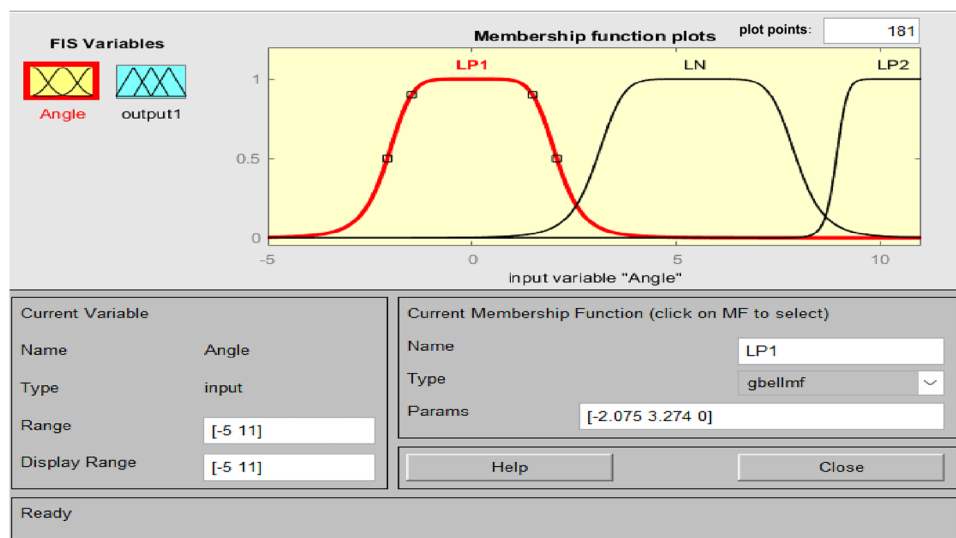 FIS Variables
Angle
output1
Membership function plots
plot points:
181
LP1
LN
LP2
1
0.5
0
-5
0
5
10
input variable "Angle"
Current Variable
Name
Angle
Type
input
Range
[-5 11]
Display Range
[-5 11]
Current Membership Function (click on MF to select)
Name
LP1
Type
gbellmf
Params
[-2.075 3.274 0]
Help
Close
Ready